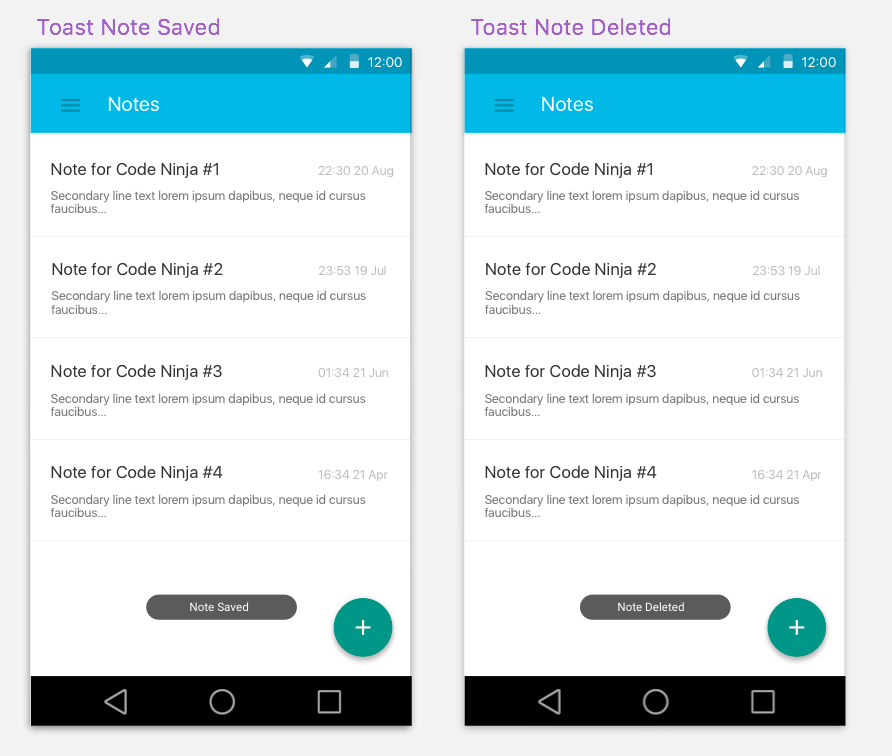 Toast Note Saved
12:00
Notes
Note for Code Ninja #1 22:30 20 Aug
Secondary line text lorem ipsum dapibus, neque id cursus
faucibus...
Note for Code Ninja #2 23:53 19 Jul
Secondary line text lorem ipsum dapibus, neque id cursus
faucibus...
Note for Code Ninja #3 01:34 21 Jun
Secondary line text lorem ipsum dapibus, neque id cursus
faucibus...
Note for Code Ninja #4 16:34 21 Apr
Secondary line text lorem ipsum dapibus, neque id cursus
faucibus...
Note Saved
Toast Note Deleted
12:00
Notes
Note for Code Ninja #1 22:30 20 Aug
Secondary line text lorem ipsum dapibus, neque id cursus
faucibus...
Note for Code Ninja #2 23:53 19 Jul
Secondary line text lorem ipsum dapibus, neque id cursus
faucibus...
Note for Code Ninja #3 01:34 21 Jun
Secondary line text lorem ipsum dapibus, neque id cursus
faucibus...
Note for Code Ninja #4 16:34 21 Apr
Secondary line text lorem ipsum dapibus, neque id cursus
faucibus...
Note Deleted